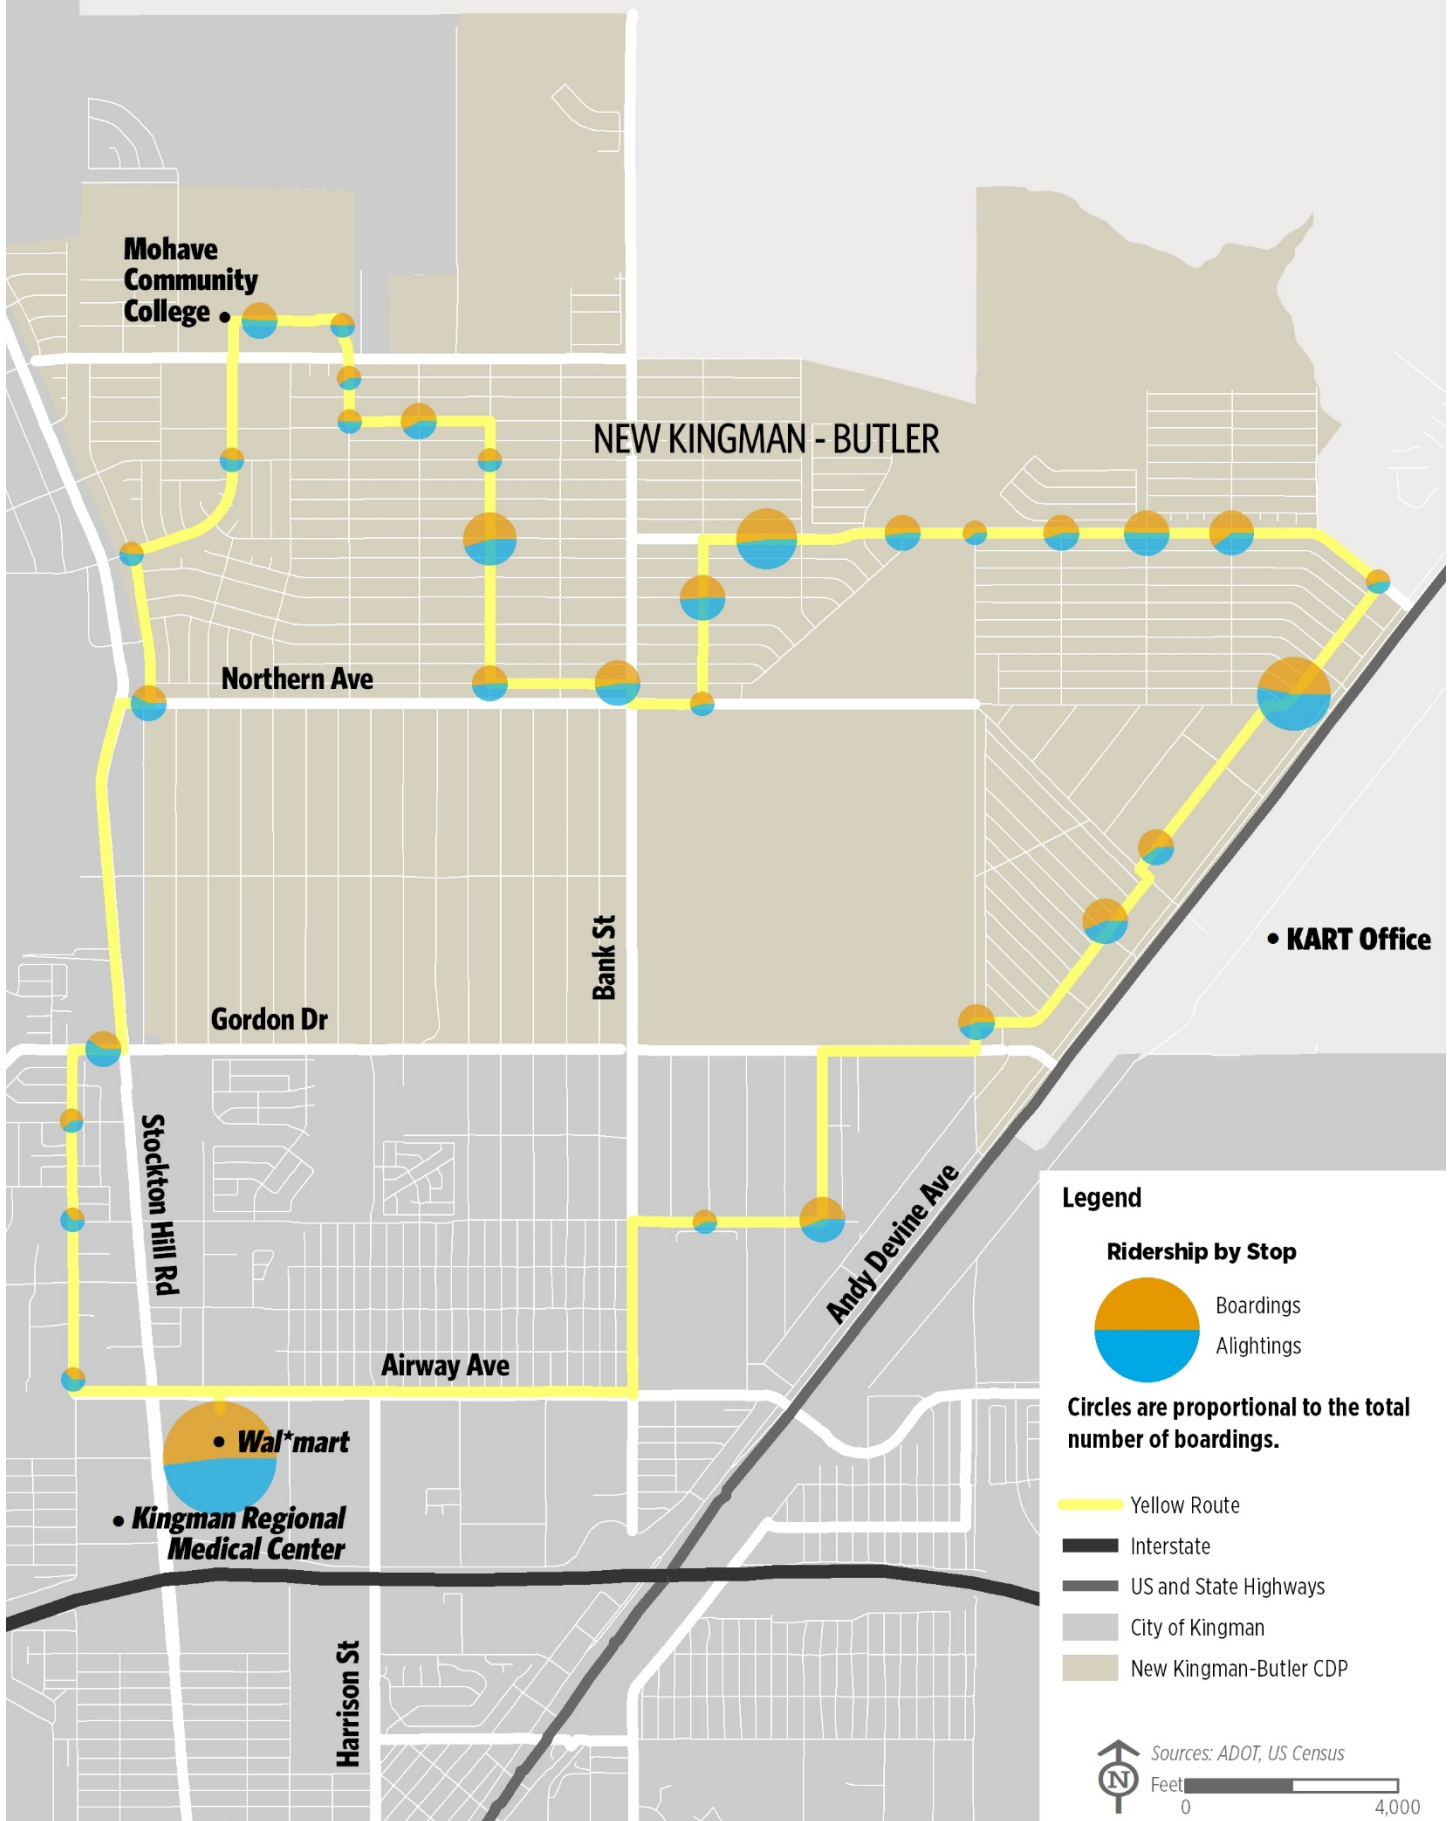 Mohave
Community
College
NEW KINGMAN - BUTLER
Northern Ave
Bank St
KART Office
Gordon Dr
Stockton Hill Rd
Andy Devine Ave
Airway Ave
Wal*mart
Kingman Regional
Medical Center
Harrison St
Legend
Ridership by Stop
Boardings
Alightings
Circles are proportional to the total
number of boardings.
Yellow Route
Interstate
US and State Highways
City of Kingman
New Kingman-Butler CDP
N
Sources: ADOT, US Census
Feet
0 4,000